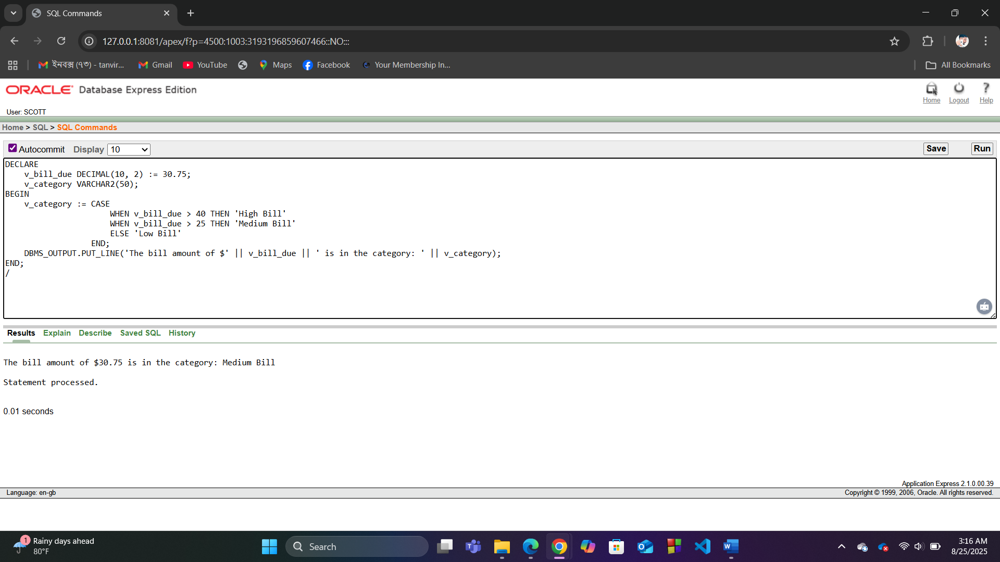 SQL Commands
127.0.0.1:8081/apex/f?p=4500:1003:3193196859607466::NO:::
ইনবক্স (৭৩) - tanvir... Gmail YouTube Maps Facebook Your Membership In... All Bookmarks
ORACLE Database Express Edition
Home Logout Help
User: SCOTT
Home > SQL > SQL Commands
Autocommit Display 10 Save Run
DECLARE
    v_bill_due DECIMAL(10, 2) := 30.75;
    v_category VARCHAR2(50);
BEGIN
    v_category := CASE
                      WHEN v_bill_due > 40 THEN 'High Bill'
                      WHEN v_bill_due > 25 THEN 'Medium Bill'
                      ELSE 'Low Bill'
                  END;
    DBMS_OUTPUT.PUT_LINE('The bill amount of $' || v_bill_due || ' is in the category: ' || v_category);
END;
/
Results Explain Describe Saved SQL History
The bill amount of $30.75 is in the category: Medium Bill
Statement processed.
0.01 seconds
Application Express 2.1.0.00.39
Language: en-gb Copyright © 1999, 2006, Oracle. All rights reserved.
1 Rainy days ahead
80°F
Search
3:16 AM
8/25/2025